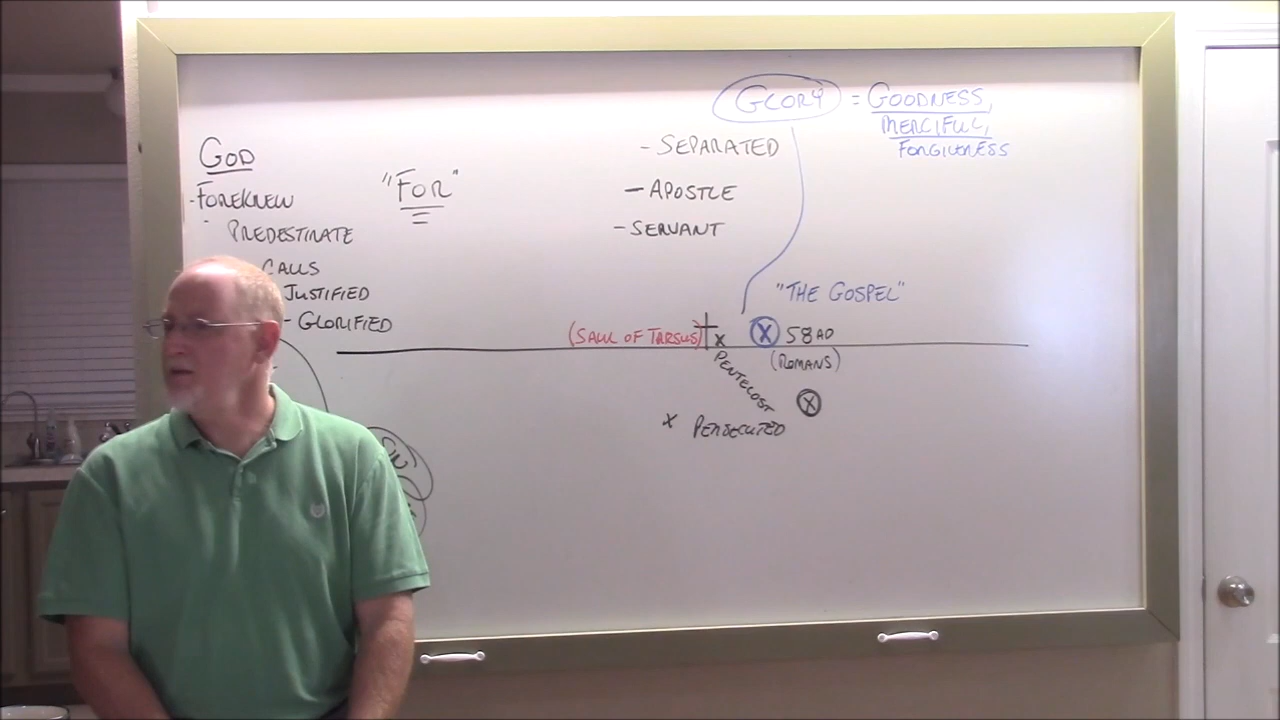 GLORY = GOODNESS,
MERCIFUL,
FORGIVENESS
- SEPARATED
- APOSTLE
- SERVANT
GOD
- FOREKNEW
PREDESTINATE
CALLS
JUSTIFIED
- GLORIFIED
"FOR"
"THE GOSPEL"
(SAUL OF TARSUS) x X 58 AD
(ROMANS)
PENTECOST
X
x PERSECUTED
SIN